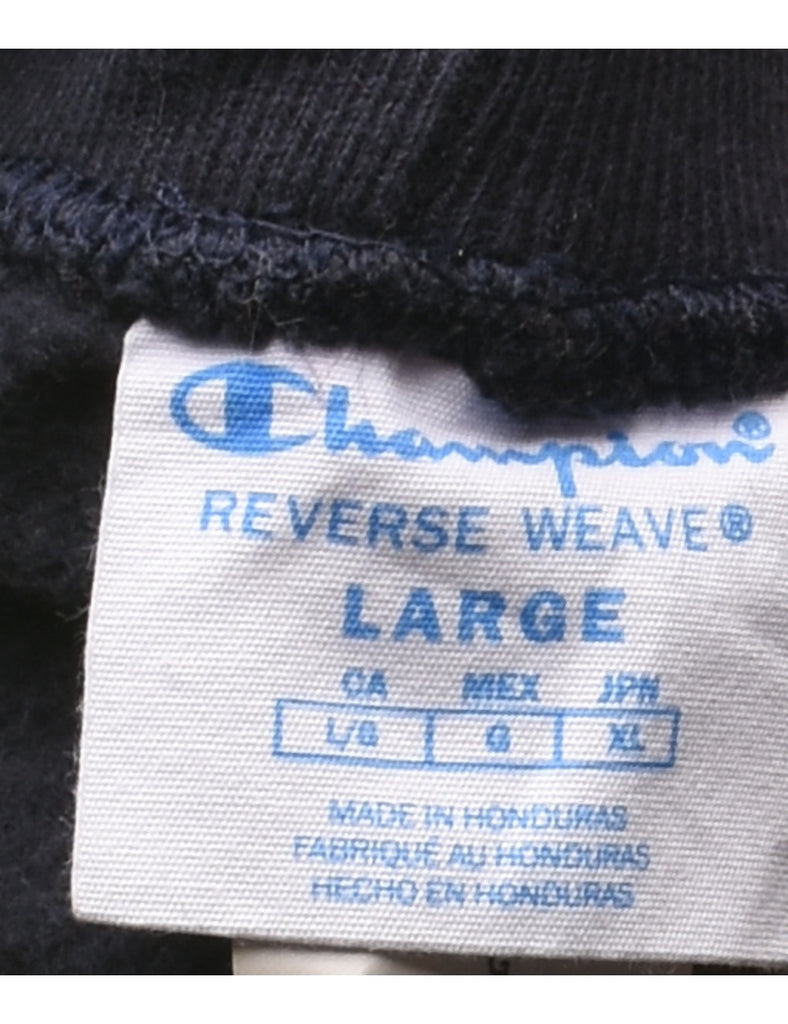 Champion®
REVERSE WEAVE®
LARGE
CA MEX JPN
L/G G XL
MADE IN HONDURAS
FABRIQUÉ AU HONDURAS
HECHO EN HONDURAS